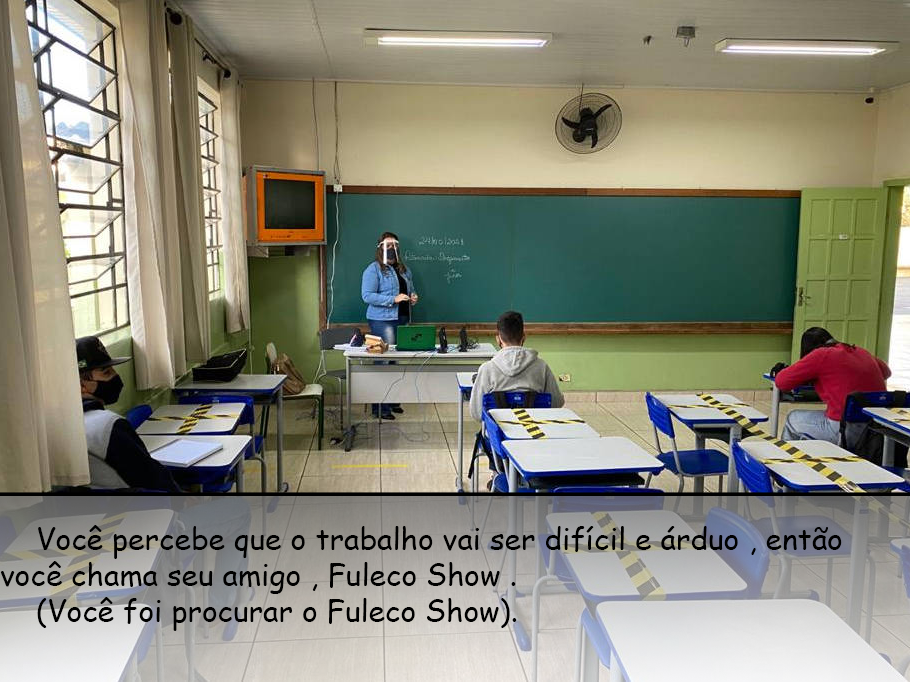 Você percebe que o trabalho vai ser difícil e árduo , então
você chama seu amigo , Fuleco Show .
(Você foi procurar o Fuleco Show).